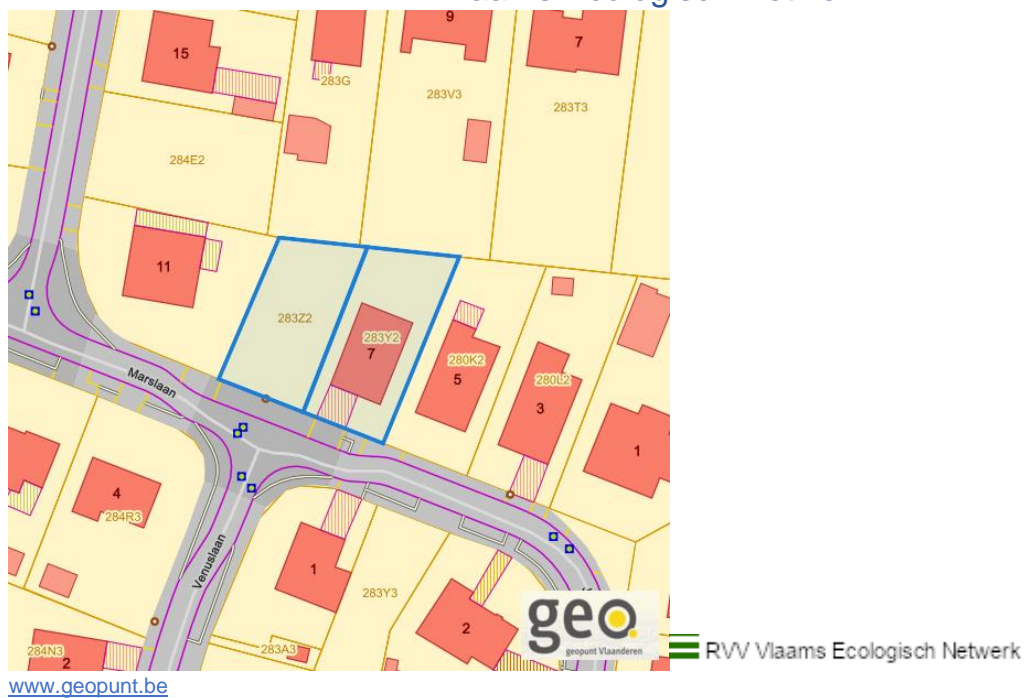 9
7
15
283G
283V3
283T3
284E2
11
283Z2
283Y2
7
280K2
5
280L2
3
1
Marslaan
4
284R3
Venuslaan
1
283Y3
2
284N3
2
283A3
geo.
geopunt Vlaanderen
RVV Vlaams Ecologisch Netwerk
www.geopunt.be